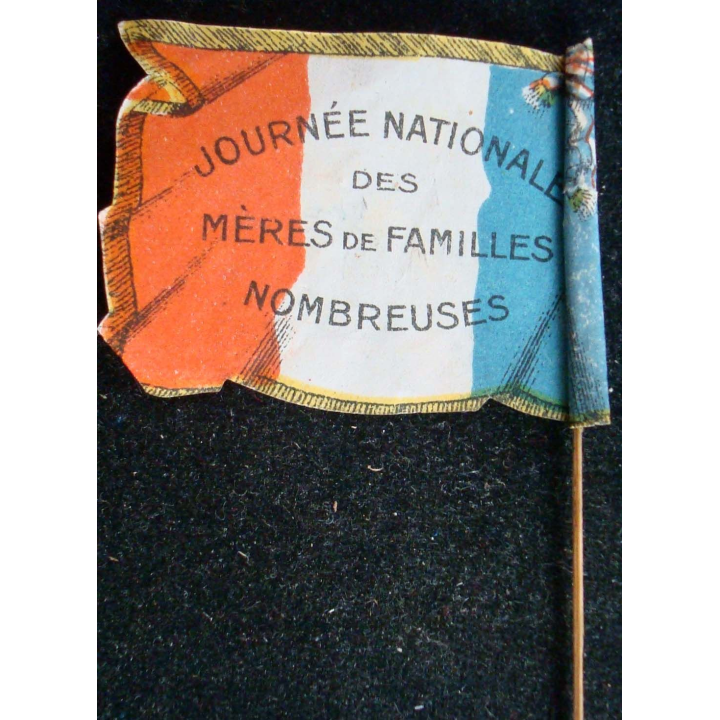 JOURNÉE NATIONALE
DES
MÈRES DE FAMILLES
NOMBREUSES